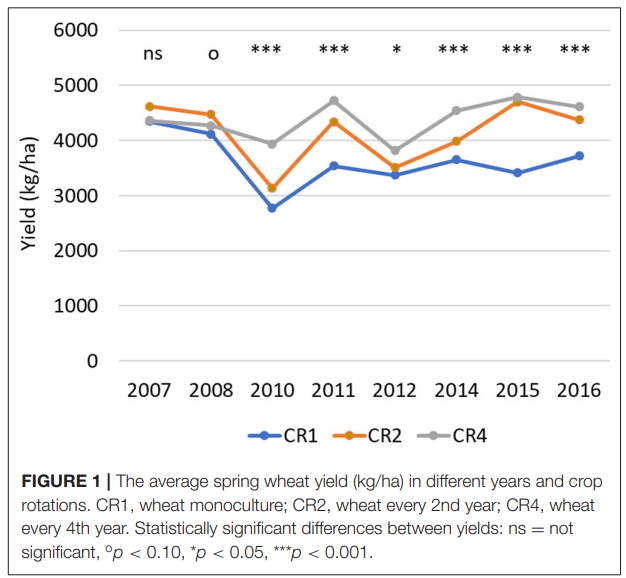 6000
ns o *** *** * *** *** ***
5000
4000
3000
2000
1000
0
Yield (kg/ha)
2007 2008 2010 2011 2012 2014 2015 2016
CR1 CR2 CR4
FIGURE 1 | The average spring wheat yield (kg/ha) in different years and crop
rotations. CR1, wheat monoculture; CR2, wheat every 2nd year; CR4, wheat
every 4th year. Statistically significant differences between yields: ns = not
significant, ᵒp < 0.10, *p < 0.05, ***p < 0.001.